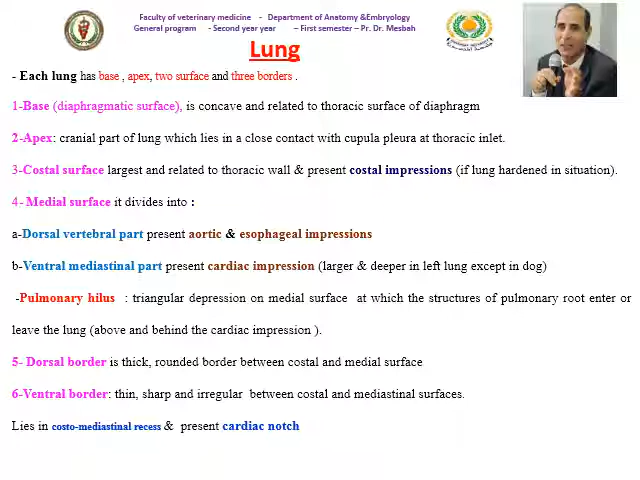 Faculty of veterinary medicine - Department of Anatomy &Embryology
General program - Second year year – First semester – Pr. Dr. Mesbah
Lung
- Each lung has base , apex, two surface and three borders .
1-Base (diaphragmatic surface), is concave and related to thoracic surface of diaphragm
2-Apex: cranial part of lung which lies in a close contact with cupula pleura at thoracic inlet.
3-Costal surface largest and related to thoracic wall & present costal impressions (if lung hardened in situation).
4- Medial surface it divides into :
a-Dorsal vertebral part present aortic & esophageal impressions
b-Ventral mediastinal part present cardiac impression (larger & deeper in left lung except in dog)
-Pulmonary hilus : triangular depression on medial surface at which the structures of pulmonary root enter or
leave the lung (above and behind the cardiac impression ).
5- Dorsal border is thick, rounded border between costal and medial surface
6-Ventral border: thin, sharp and irregular between costal and mediastinal surfaces.
Lies in costo-mediastinal recess & present cardiac notch